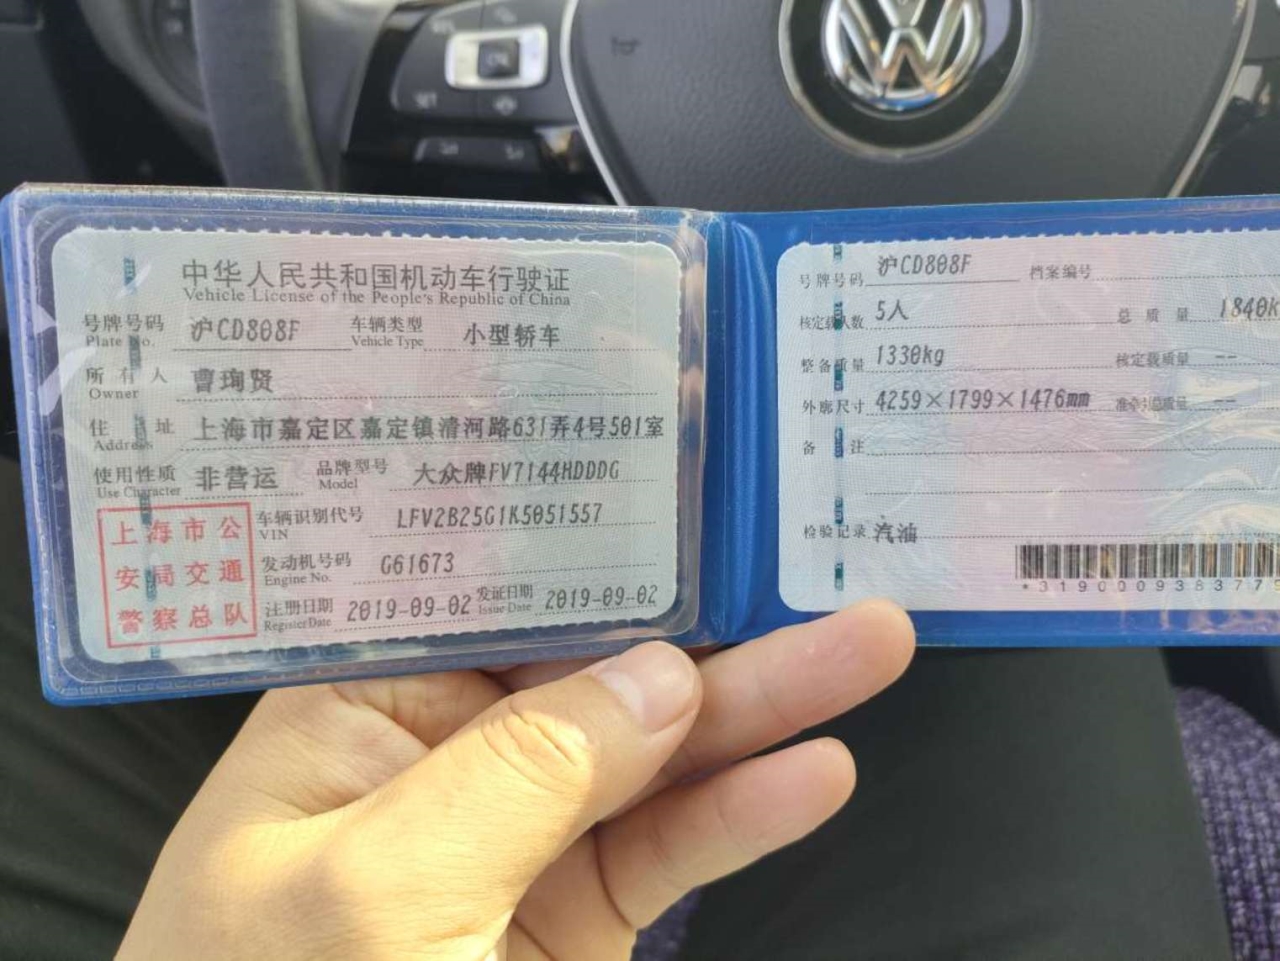 中华人民共和国机动车行驶证
Vehicle License of the People's Republic of China
号牌号码 Plate No. 沪CD808F 车辆类型 Vehicle Type 小型轿车
所有人 Owner 曹珣贤
住址 Address 上海市嘉定区嘉定镇清河路631弄4号501室
使用性质 Use Character 非营运 品牌型号 Model 大众牌FV7144HDDDG
车辆识别代号 VIN LFV2B25G1K5051557
发动机号码 Engine No. G61673
注册日期 Register Date 2019-09-02 发证日期 Issue Date 2019-09-02
上海市公
安局交通
警察总队
号牌号码 沪CD808F 档案编号
核定载人数 5人 总质量 1840k
整备质量 1330kg 核定载质量 --
外廓尺寸 4259×1799×1476mm 准牵引总质量 --
备注
检验记录 汽油
*3190009383775